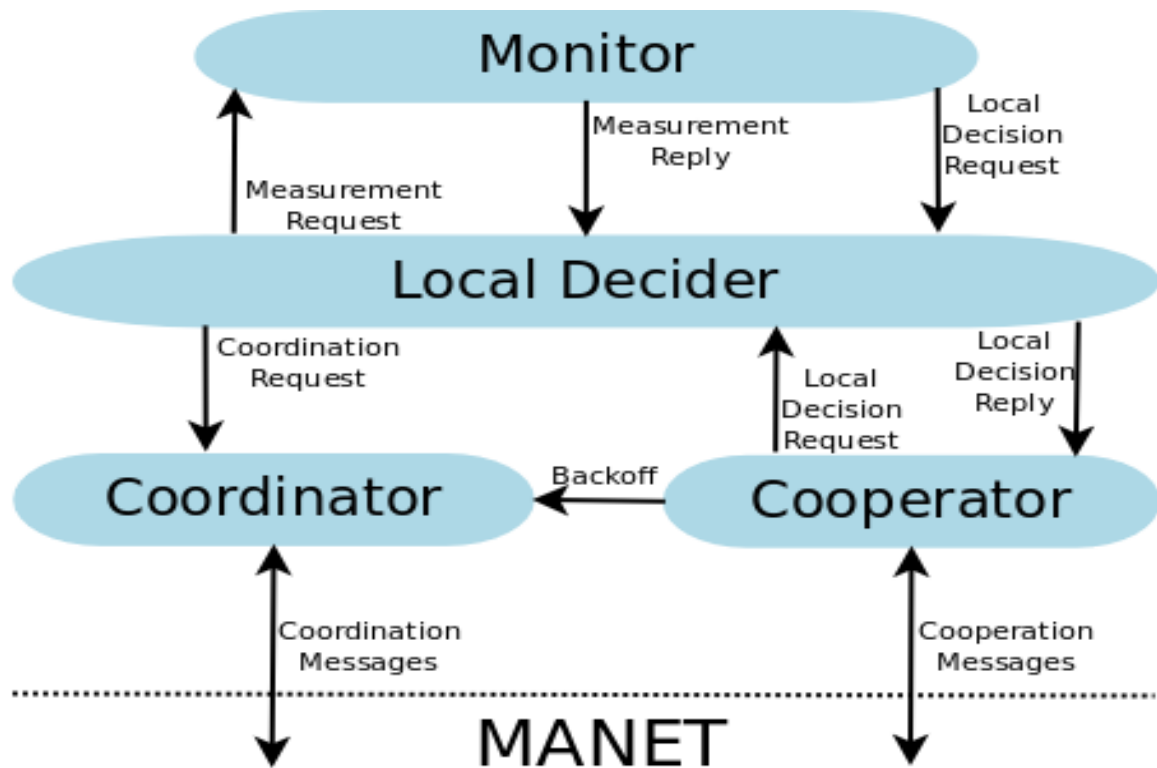 Monitor
Measurement
Reply
Local
Decision
Request
Measurement
Request
Local Decider
Coordination
Request
Local
Decision
Request
Local
Decision
Reply
Coordinator
Backoff
Cooperator
Coordination
Messages
Cooperation
Messages
MANET